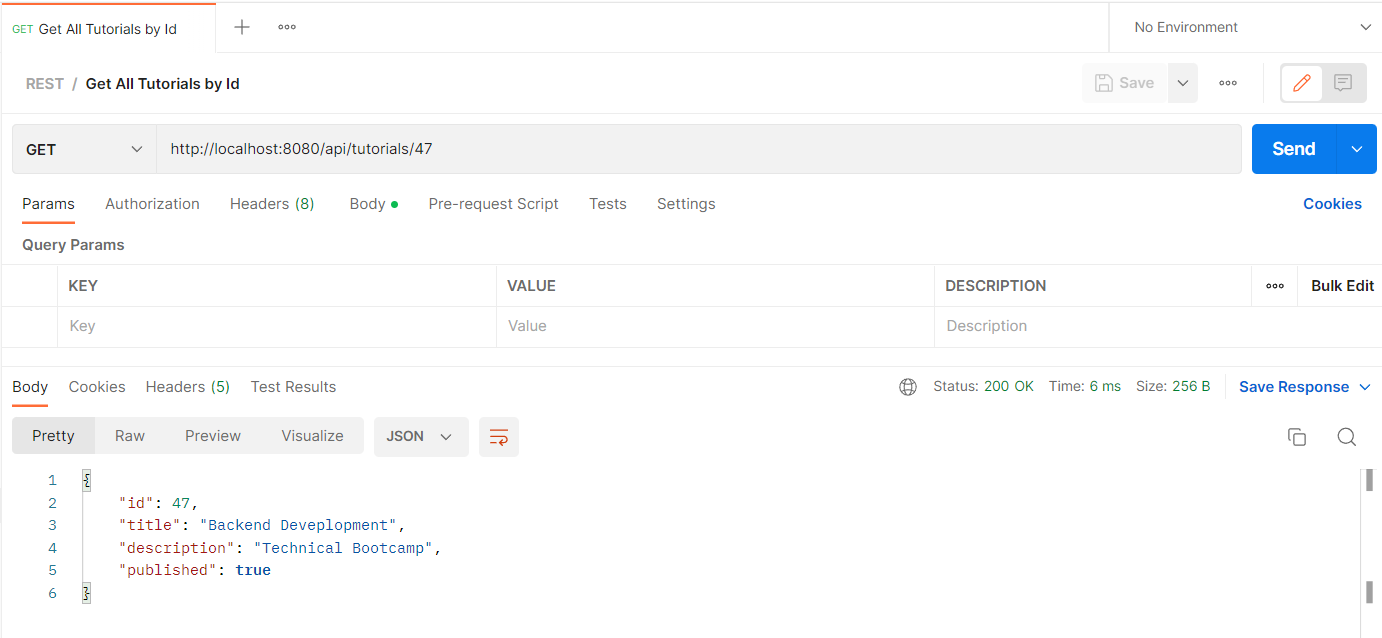 GET Get All Tutorials by Id
No Environment
REST / Get All Tutorials by Id
Save
GET http://localhost:8080/api/tutorials/47 Send
Params Authorization Headers (8) Body Pre-request Script Tests Settings Cookies
Query Params
KEY VALUE DESCRIPTION Bulk Edit
Key Value Description
Body Cookies Headers (5) Test Results Status: 200 OK Time: 6 ms Size: 256 B Save Response
Pretty Raw Preview Visualize JSON
1 {
2 "id": 47,
3 "title": "Backend Deveplopment",
4 "description": "Technical Bootcamp",
5 "published": true
6 }